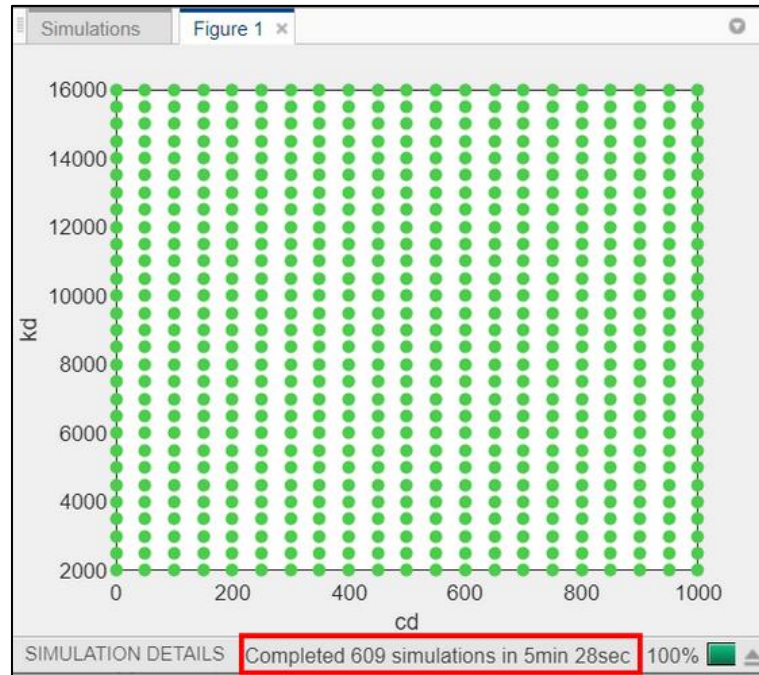 Simulations
Figure 1 ×
16000
14000
12000
10000
8000
6000
4000
2000
kd
0 200 400 600 800 1000
cd
SIMULATION DETAILS Completed 609 simulations in 5min 28sec 100%